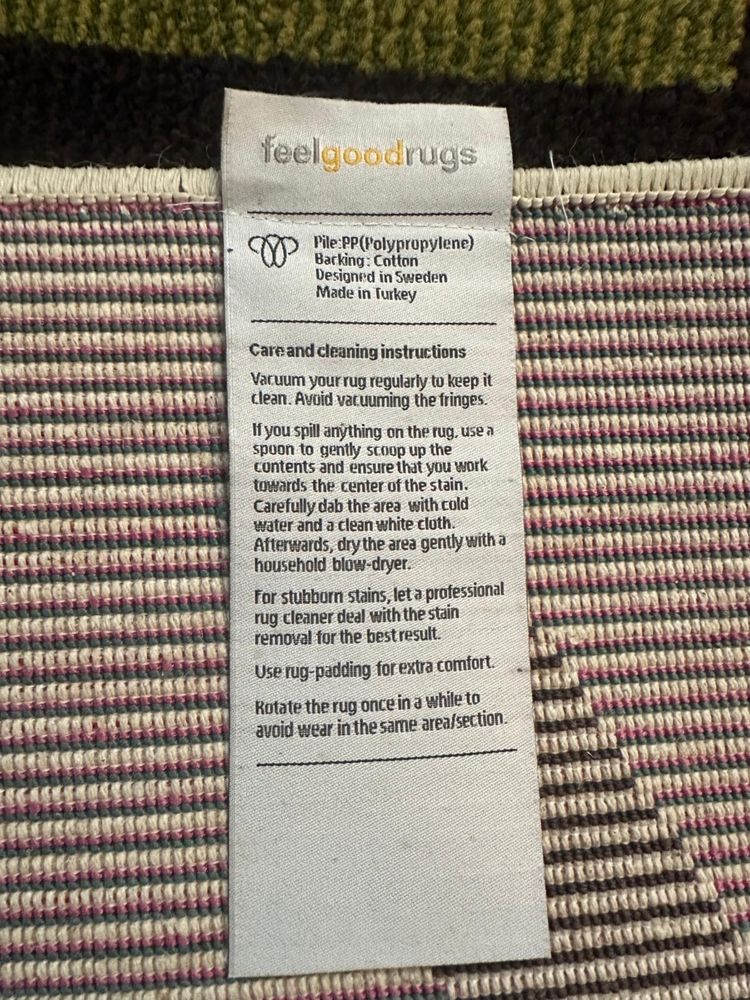 feelgoodrugs
Pile:PP(Polypropylene)
Backing: Cotton
Designed in Sweden
Made in Turkey
Care and cleaning instructions
Vacuum your rug regularly to keep it
clean. Avoid vacuuming the fringes.
If you spill anything on the rug, use a
spoon to gently scoop up the
contents and ensure that you work
towards the center of the stain.
Carefully dab the area with cold
water and a clean white cloth.
Afterwards, dry the area gently with a
household blow-dryer.
For stubborn stains, let a professional
rug cleaner deal with the stain
removal for the best result.
Use rug-padding for extra comfort.
Rotate the rug once in a while to
avoid wear in the same area/section.